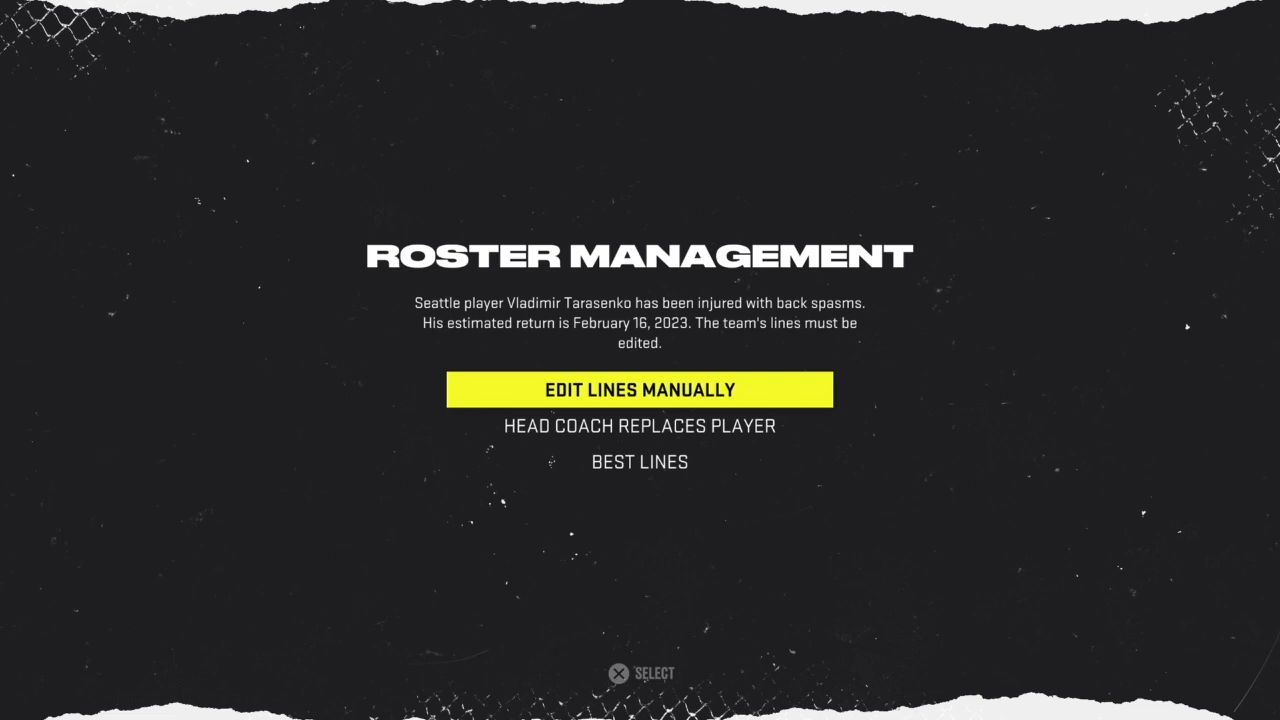 ROSTER MANAGEMENT
Seattle player Vladimir Tarasenko has been injured with back spasms.
His estimated return is February 16, 2023. The team's lines must be
edited.
EDIT LINES MANUALLY
HEAD COACH REPLACES PLAYER
BEST LINES
SELECT